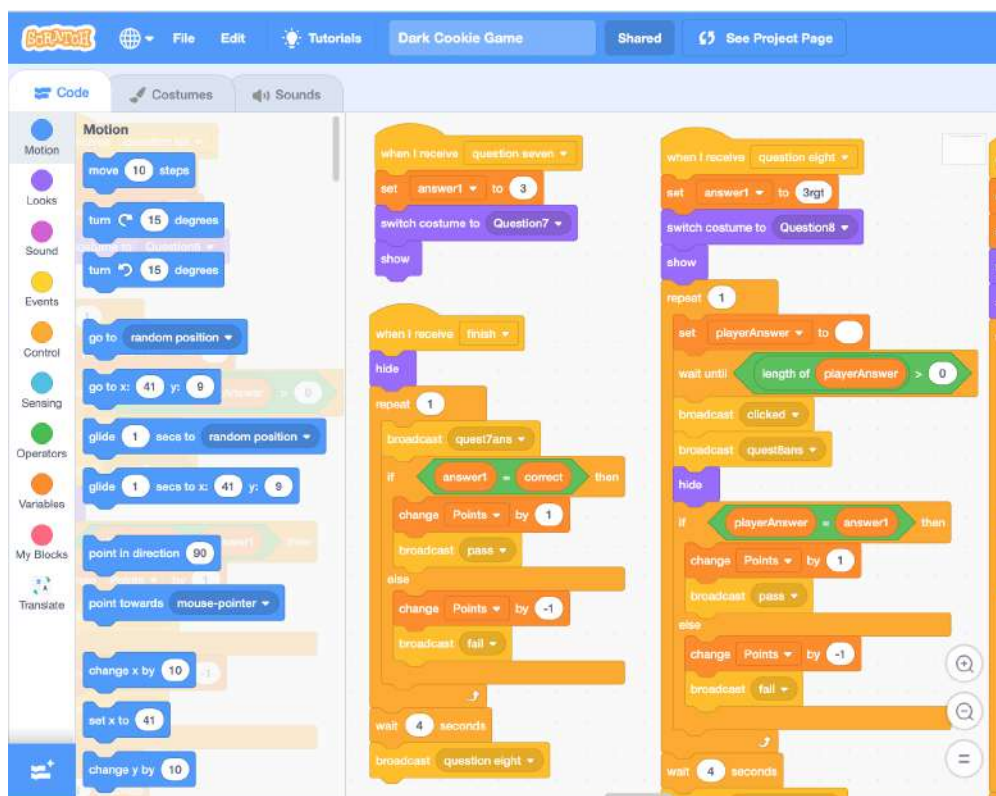 SCRATCH File Edit Tutorials Dark Cookie Game Shared See Project Page
Code Costumes Sounds
Motion
Looks
Sound
Events
Control
Sensing
Operators
Variables
My Blocks
Translate
Motion
move 10 steps
turn 15 degrees
turn 15 degrees
go to random position
go to x: 41 y: 9
glide 1 secs to random position
glide 1 secs to x: 41 y: 9
point in direction 90
point towards mouse-pointer
change x by 10
set x to 41
change y by 10
when I receive question seven
set answer1 to 3
switch costume to Question7
show
when I receive finish
hide
repeat 1
broadcast quest7ans
if answer1 = correct then
change Points by 1
broadcast pass
else
change Points by -1
broadcast fail
wait 4 seconds
broadcast question eight
when I receive question eight
set answer1 to 3rgt
switch costume to Question8
show
repeat 1
set playerAnswer to
wait until length of playerAnswer > 0
broadcast clicked
broadcast quest8ans
hide
if playerAnswer = answer1 then
change Points by 1
broadcast pass
else
change Points by -1
broadcast fail
wait 4 seconds